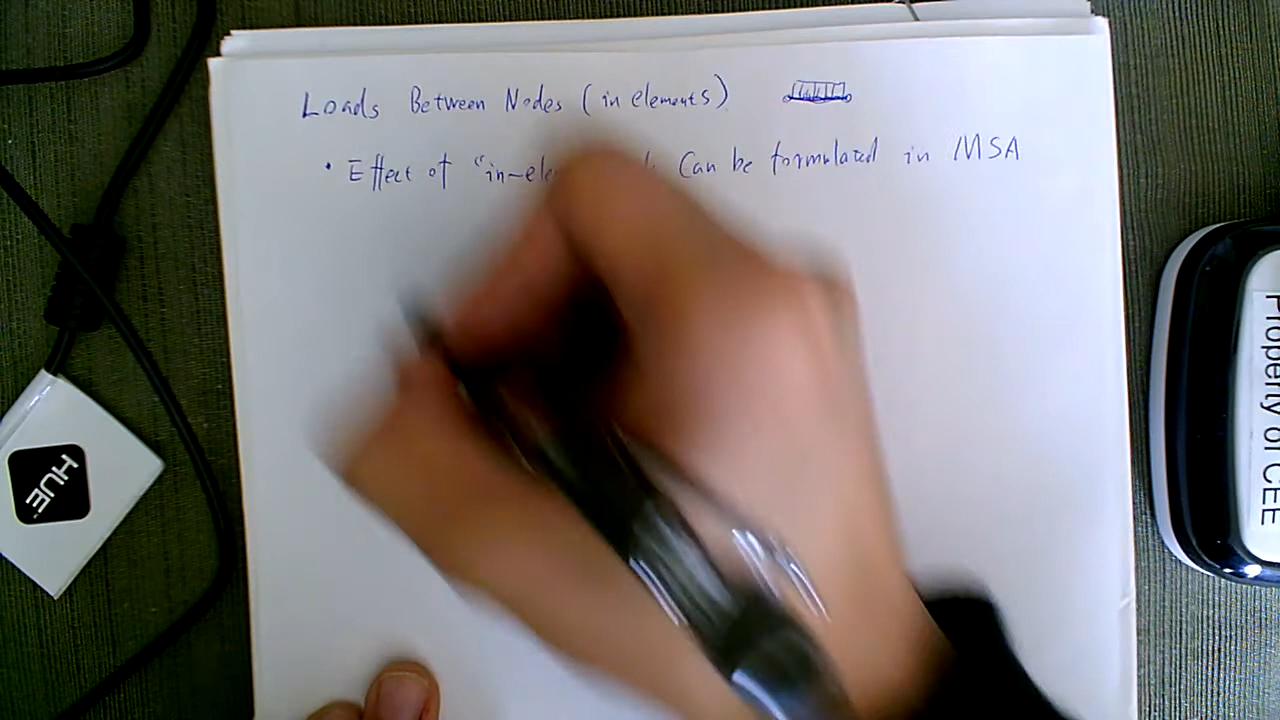 Loads Between Nodes (in elements)
• Effect of "in-ele Can be formulated in MSA
HUE
Property of CEE